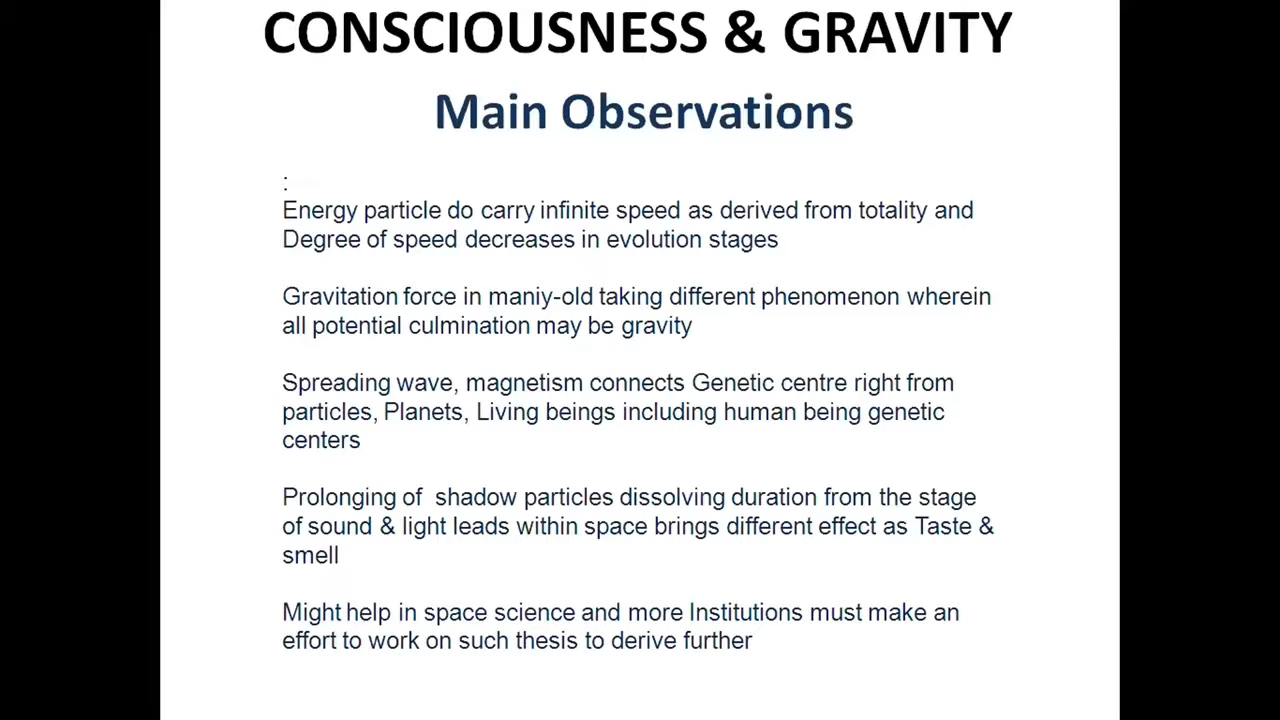 CONSCIOUSNESS & GRAVITY
Main Observations
:
Energy particle do carry infinite speed as derived from totality and
Degree of speed decreases in evolution stages
Gravitation force in maniy-old taking different phenomenon wherein
all potential culmination may be gravity
Spreading wave, magnetism connects Genetic centre right from
particles, Planets, Living beings including human being genetic
centers
Prolonging of  shadow particles dissolving duration from the stage
of sound & light leads within space brings different effect as Taste &
smell
Might help in space science and more Institutions must make an
effort to work on such thesis to derive further